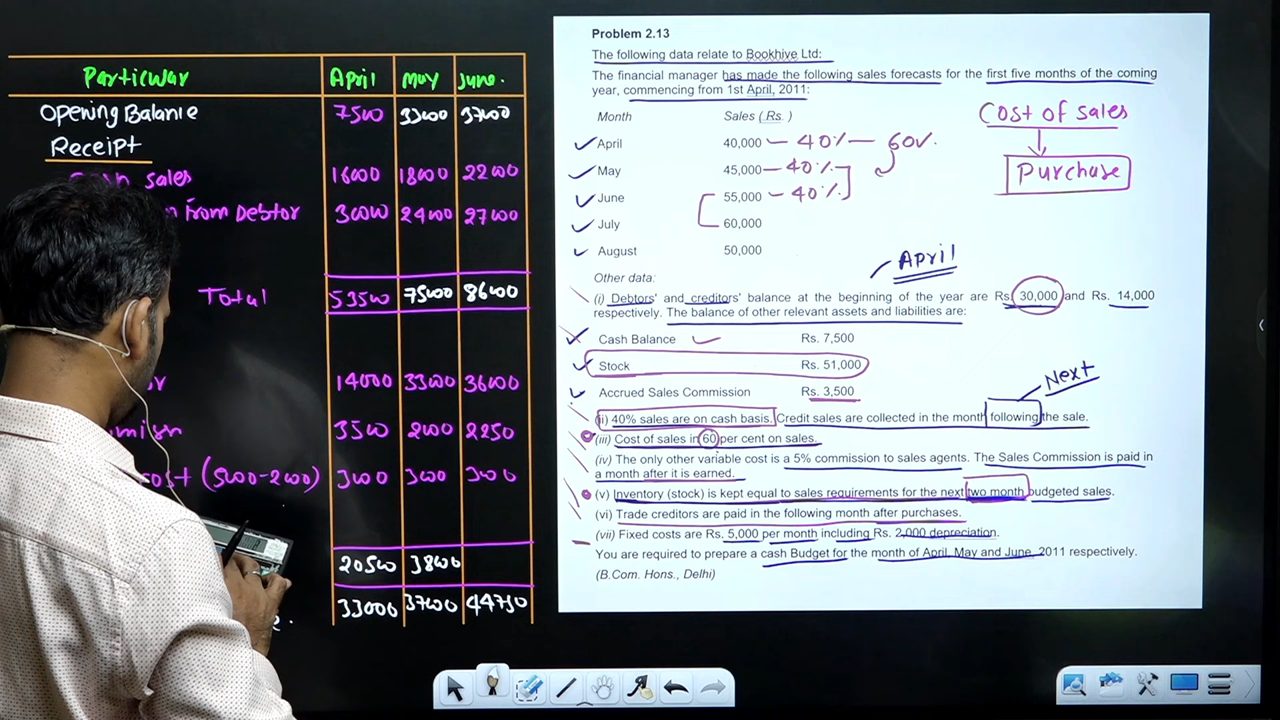 Particular April May June.
Opening Balance 7500 33000 37000
Receipt
Sales 16000 18000 22000
From Debtor 30000 24000 27000
Total 53500 75000 86000
14000 33000 36000
3500 2000 2250
cost (5000-2000) 3000 3000 3000
20500 38000
33000 37000 44750
Problem 2.13
The following data relate to Bookhive Ltd:
The financial manager has made the following sales forecasts for the first five months of the coming
year, commencing from 1st April, 2011:
Month Sales (Rs. )
April 40,000 – 40% – 60%.
May 45,000 – 40%.
June 55,000 – 40%.
July 60,000
August 50,000
Cost of sales
Purchase
Other data:
April
(i) Debtors' and creditors' balance at the beginning of the year are Rs. 30,000 and Rs. 14,000
respectively. The balance of other relevant assets and liabilities are:
Cash Balance Rs. 7,500
Stock Rs. 51,000
Accrued Sales Commission Rs. 3,500
Next
(ii) 40% sales are on cash basis. Credit sales are collected in the month following the sale.
(iii) Cost of sales in 60 per cent on sales.
(iv) The only other variable cost is a 5% commission to sales agents. The Sales Commission is paid in
a month after it is earned.
(v) Inventory (stock) is kept equal to sales requirements for the next two month budgeted sales.
(vi) Trade creditors are paid in the following month after purchases.
(vii) Fixed costs are Rs. 5,000 per month including Rs. 2,000 depreciation.
You are required to prepare a cash Budget for the month of April, May and June, 2011 respectively.
(B.Com. Hons., Delhi)